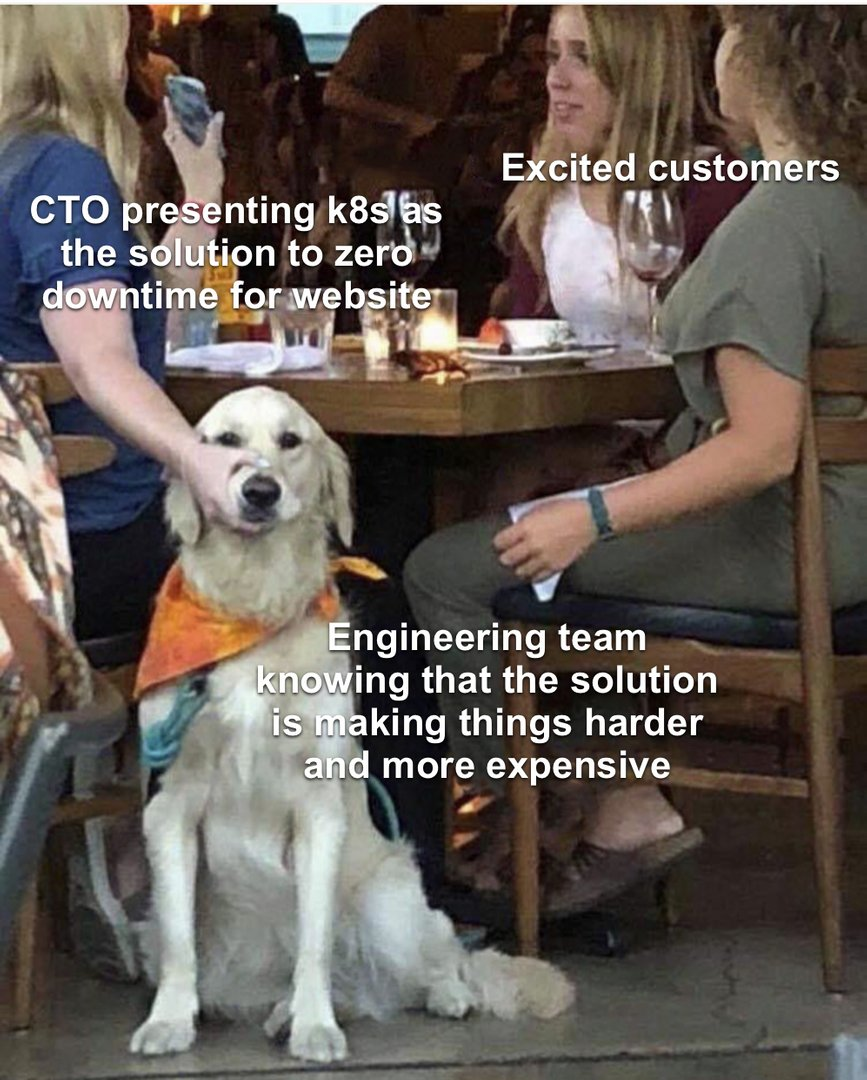 Excited customers
CTO presenting k8s as
the solution to zero
downtime for website
Engineering team
knowing that the solution
is making things harder
and more expensive